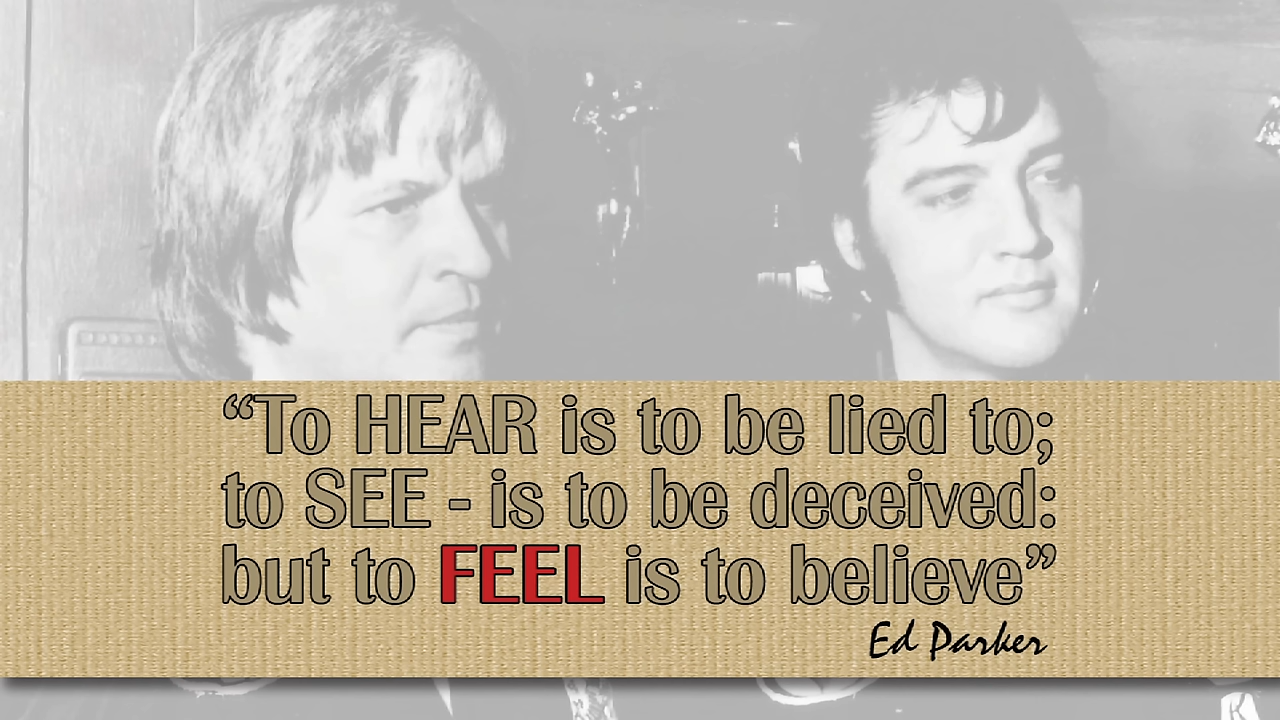 “To HEAR is to be lied to;
to SEE - is to be deceived:
but to FEEL is to believe”
Ed Parker